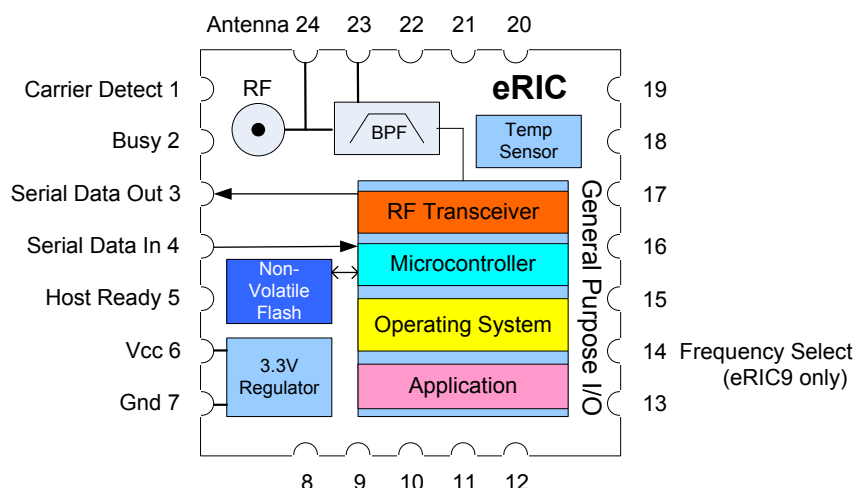 Antenna 24 23 22 21 20
Carrier Detect 1
Busy 2
Serial Data Out 3
Serial Data In 4
Host Ready 5
Vcc 6
Gnd 7
RF
BPF
eRIC
Temp
Sensor
RF Transceiver
Microcontroller
Operating System
Application
Non-
Volatile
Flash
3.3V
Regulator
General Purpose I/O
19
18
17
16
15
14 Frequency Select
(eRIC9 only)
13
8 9 10 11 12